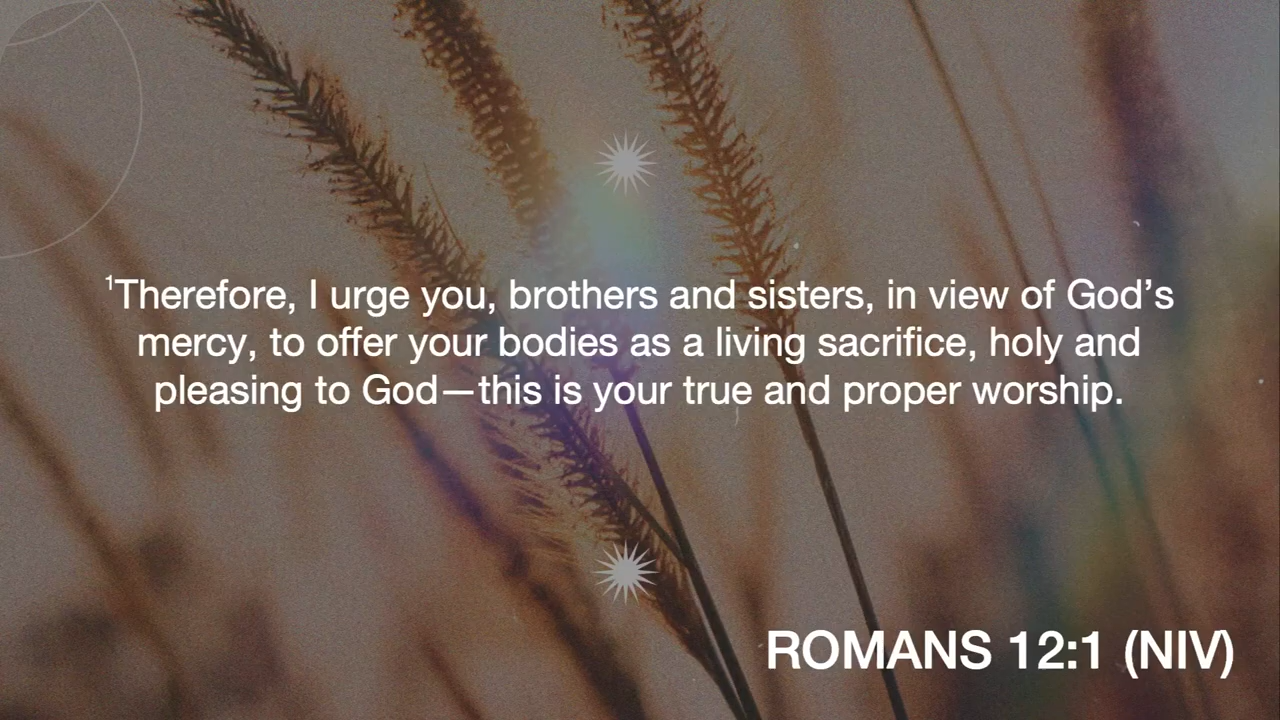 ¹Therefore, I urge you, brothers and sisters, in view of God’s
mercy, to offer your bodies as a living sacrifice, holy and
pleasing to God—this is your true and proper worship.
ROMANS 12:1 (NIV)